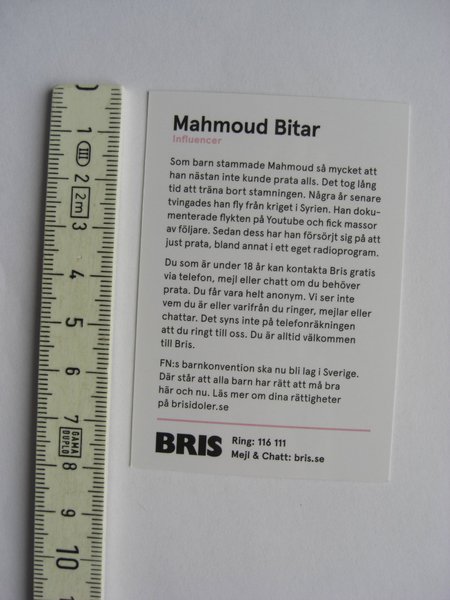 Mahmoud Bitar
Influencer
Som barn stammade Mahmoud så mycket att
han nästan inte kunde prata alls. Det tog lång
tid att träna bort stamningen. Några år senare
tvingades han fly från kriget i Syrien. Han doku-
menterade flykten på Youtube och fick massor
av följare. Sedan dess har han försörjt sig på att
just prata, bland annat i ett eget radioprogram.
Du som är under 18 år kan kontakta Bris gratis
via telefon, mejl eller chatt om du behöver
prata. Du får vara helt anonym. Vi ser inte
vem du är eller varifrån du ringer, mejlar eller
chattar. Det syns inte på telefonräkningen
att du ringt till oss. Du är alltid välkommen
till Bris.
FN:s barnkonvention ska nu bli lag i Sverige.
Där står att alla barn har rätt att må bra
här och nu. Läs mer om dina rättigheter
på brisidoler.se
BRIS
Ring: 116 111
Mejl & Chatt: bris.se
1
III
2
2m
3
4
5
6
7
GAMA
DUPLO
8
9
10